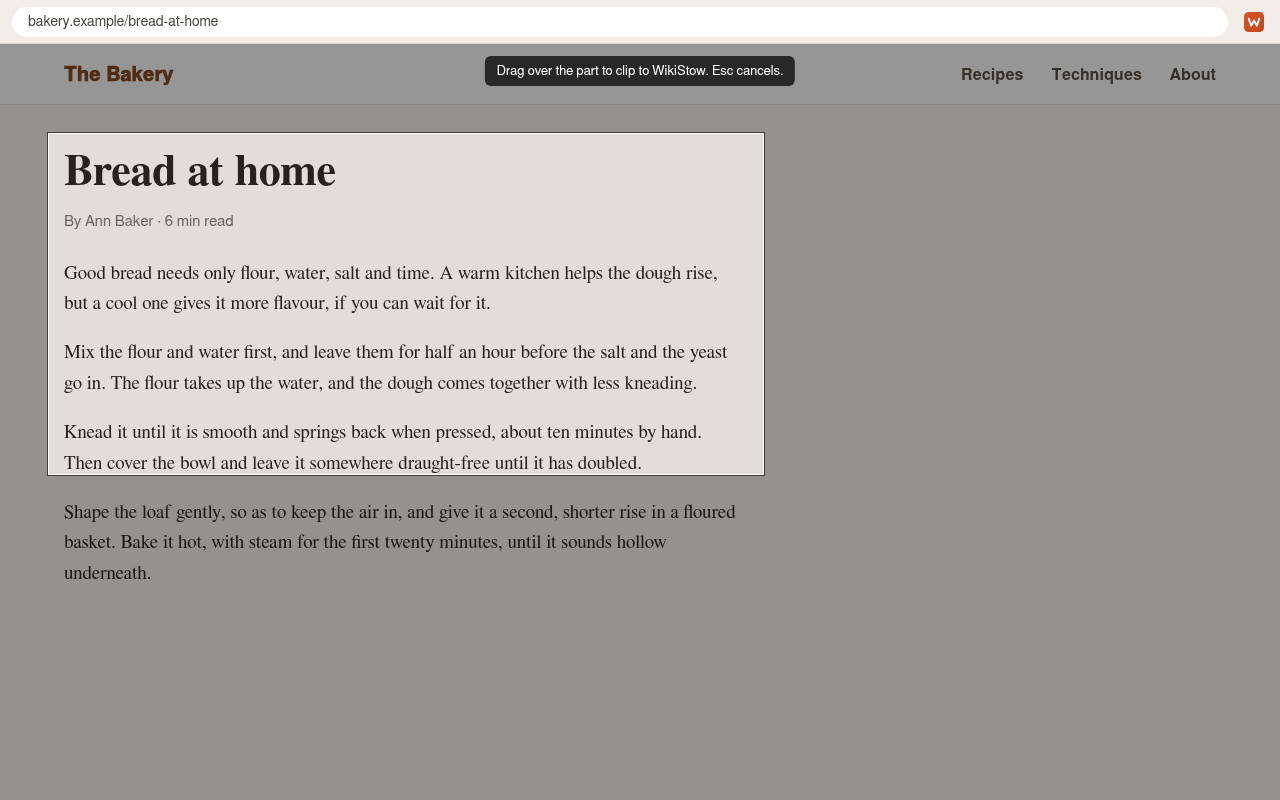 bakery.example/bread-at-home
W
The Bakery
Drag over the part to clip to WikiStow. Esc cancels.
Recipes
Techniques
About
Bread at home
By Ann Baker · 6 min read
Good bread needs only flour, water, salt and time. A warm kitchen helps the dough rise,
but a cool one gives it more flavour, if you can wait for it.
Mix the flour and water first, and leave them for half an hour before the salt and the yeast
go in. The flour takes up the water, and the dough comes together with less kneading.
Knead it until it is smooth and springs back when pressed, about ten minutes by hand.
Then cover the bowl and leave it somewhere draught-free until it has doubled.
Shape the loaf gently, so as to keep the air in, and give it a second, shorter rise in a floured
basket. Bake it hot, with steam for the first twenty minutes, until it sounds hollow
underneath.